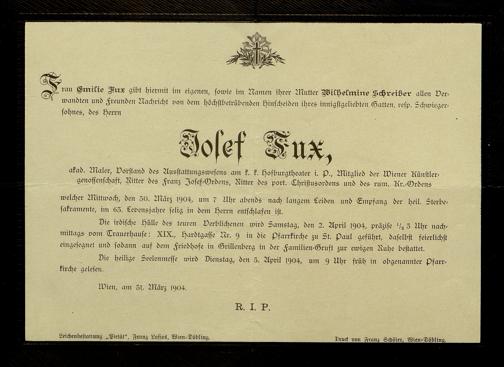 Frau Emilie Fux gibt hiermit im eigenen, sowie im Namen ihrer Mutter Wilhelmine Schreiber allen Ver-
wandten und Freunden Nachricht von dem höchstbetrübenden Hinscheiden ihres innigstgeliebten Gatten, resp. Schwieger-
sohnes, des Herrn
Josef Fux,
akad. Maler, Vorstand des Ausstattungswesens am k. k. Hofburgtheater i. P., Mitglied der Wiener Künstler-
genossenschaft, Ritter des Franz Josef-Ordens, Ritter des port. Christusordens und des rum. Kr.-Ordens
welcher Mittwoch, den 30. März 1904, um 7 Uhr abends nach langem Leiden und Empfang der heil. Sterbe-
sakramente, im 63. Lebensjahre selig in dem Herrn entschlafen ist.
Die irdische Hülle des teuren Verblichenen wird Samstag, den 2. April 1904, präzise 1/2 3 Uhr nach-
mittags vom Trauerhause: XIX., Hardtgasse Nr. 9 in die Pfarrkirche zu St. Paul geführt, daselbst feierlichst
eingesegnet und sodann auf dem Friedhofe in Grillenberg in der Familien-Gruft zur ewigen Ruhe bestattet.
Die heilige Seelenmesse wird Dienstag, den 5. April 1904, um 9 Uhr früh in obgenannter Pfarr-
kirche gelesen.
Wien, am 31. März 1904.
R. I. P.
Leichenbestattung „Pietät“, Franz Wien-Döbling.
Druck von Franz Schöler, Wien-Döbling.